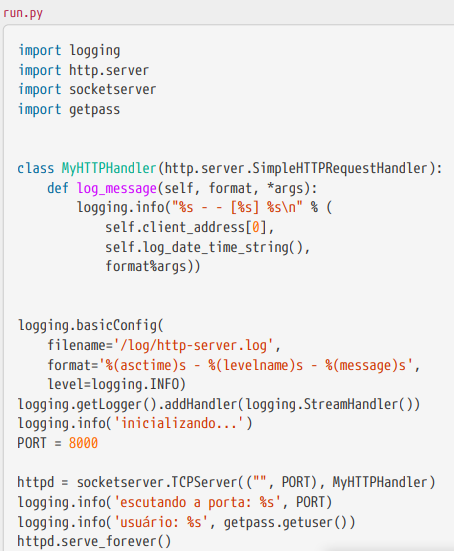 run.py
import logging
import http.server
import socketserver
import getpass
class MyHTTPHandler(http.server.SimpleHTTPRequestHandler):
    def log_message(self, format, *args):
        logging.info("%s - - [%s] %s\n" % (
            self.client_address[0],
            self.log_date_time_string(),
            format%args))
logging.basicConfig(
    filename='/log/http-server.log',
    format='%(asctime)s - %(levelname)s - %(message)s',
    level=logging.INFO)
logging.getLogger().addHandler(logging.StreamHandler())
logging.info('inicializando...')
PORT = 8000
httpd = socketserver.TCPServer(("", PORT), MyHTTPHandler)
logging.info('escutando a porta: %s', PORT)
logging.info('usuário: %s', getpass.getuser())
httpd.serve_forever()